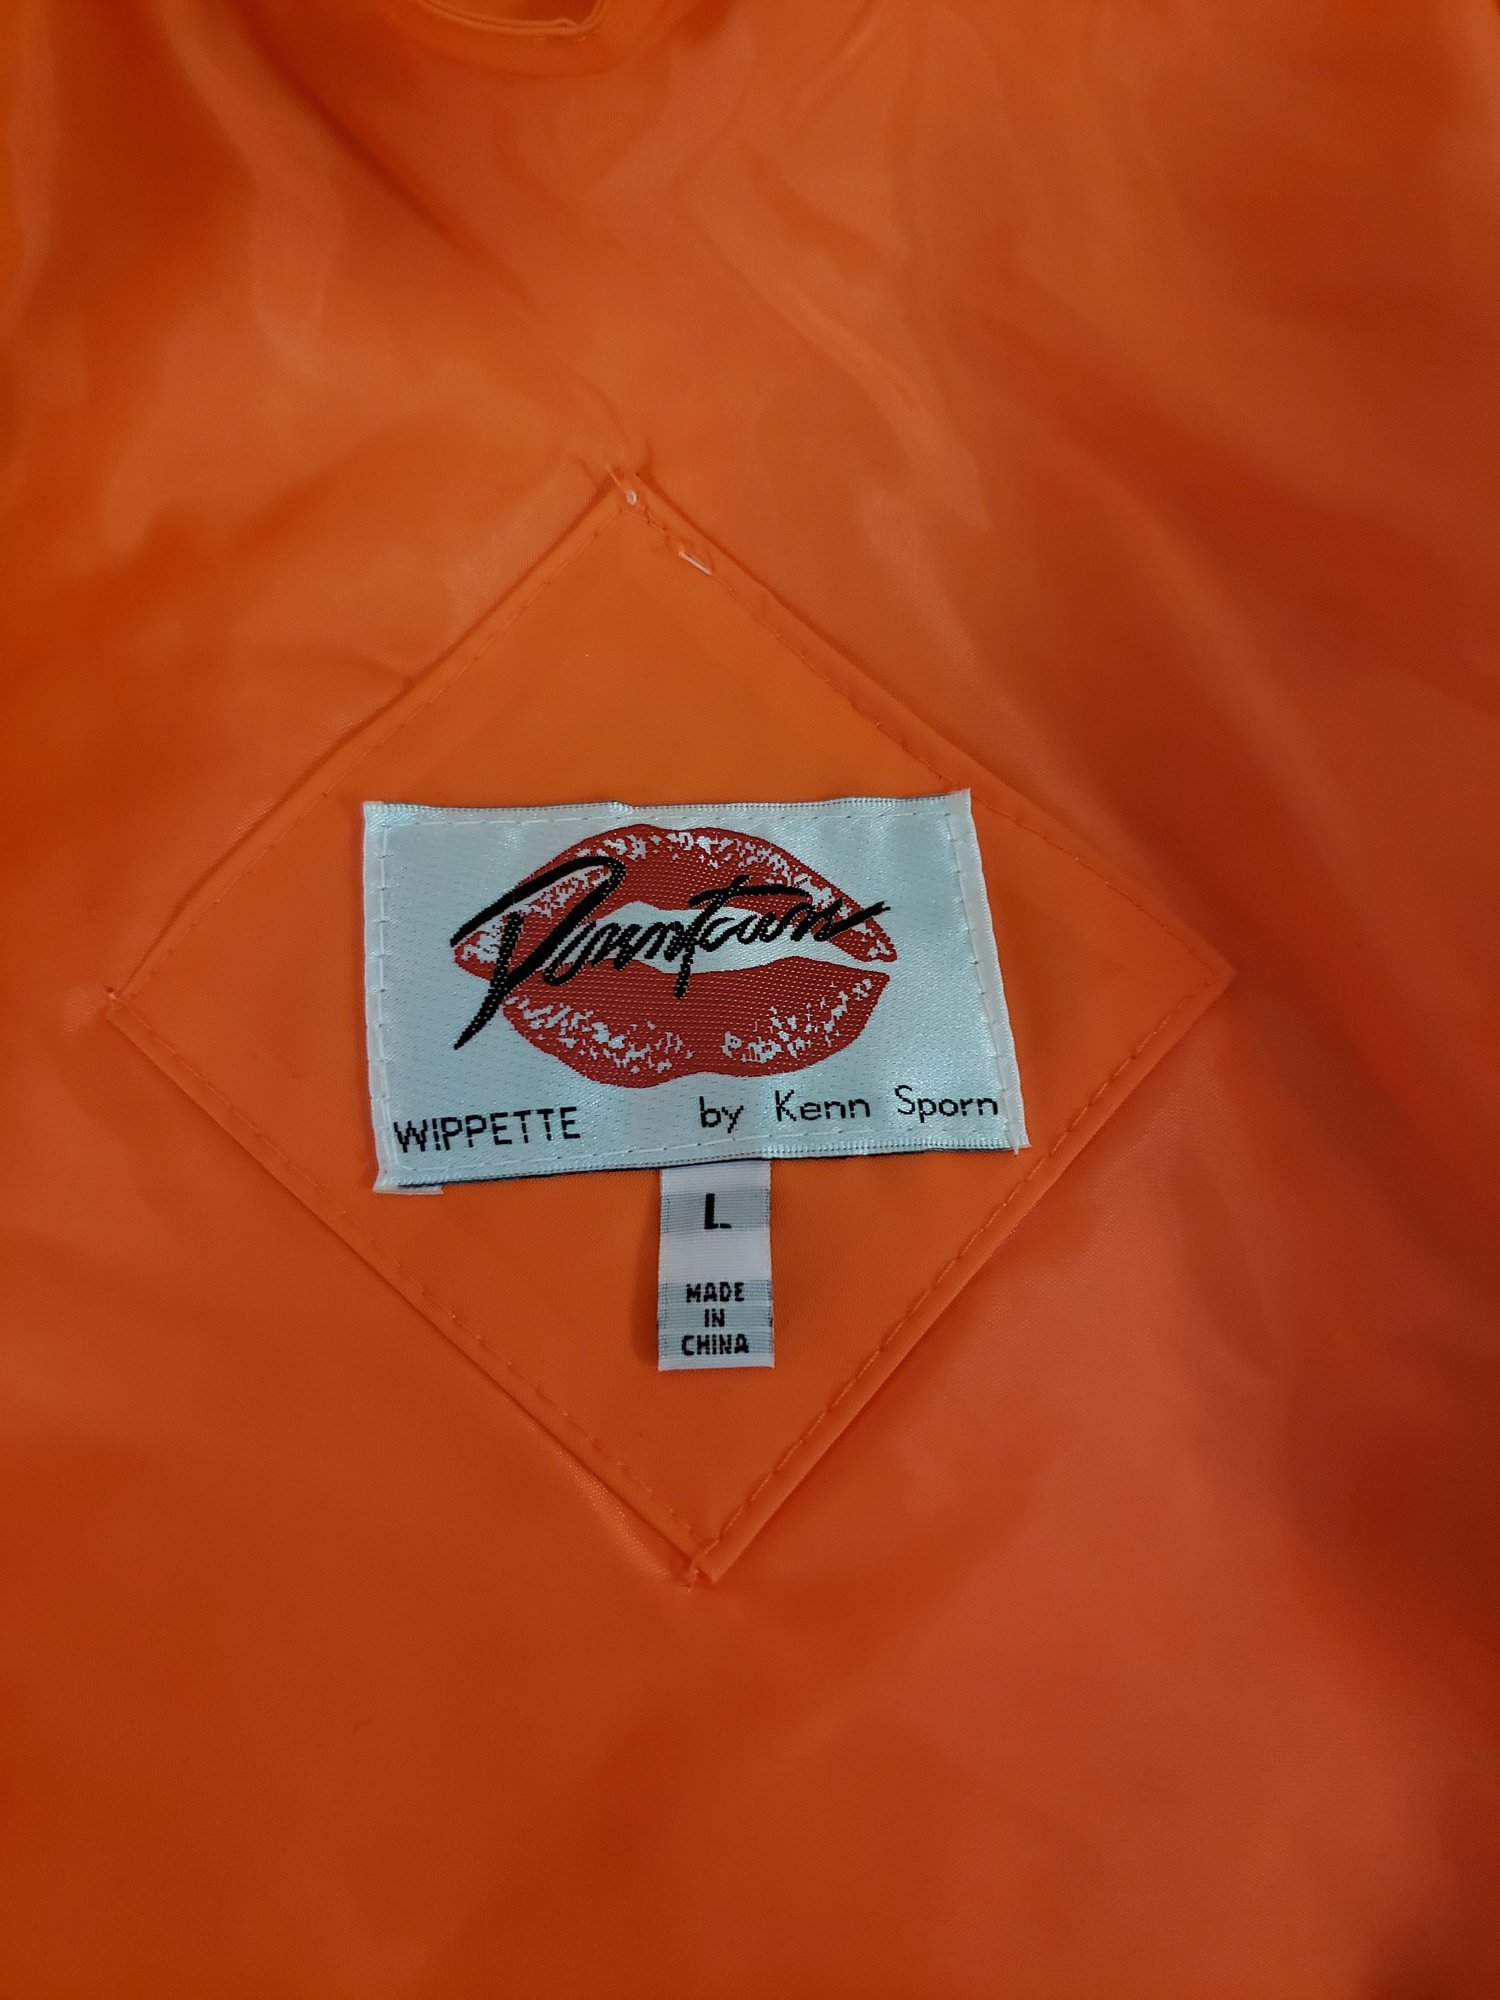 Downtown
WIPPETTE by Kenn Sporn
L
MADE
IN
CHINA